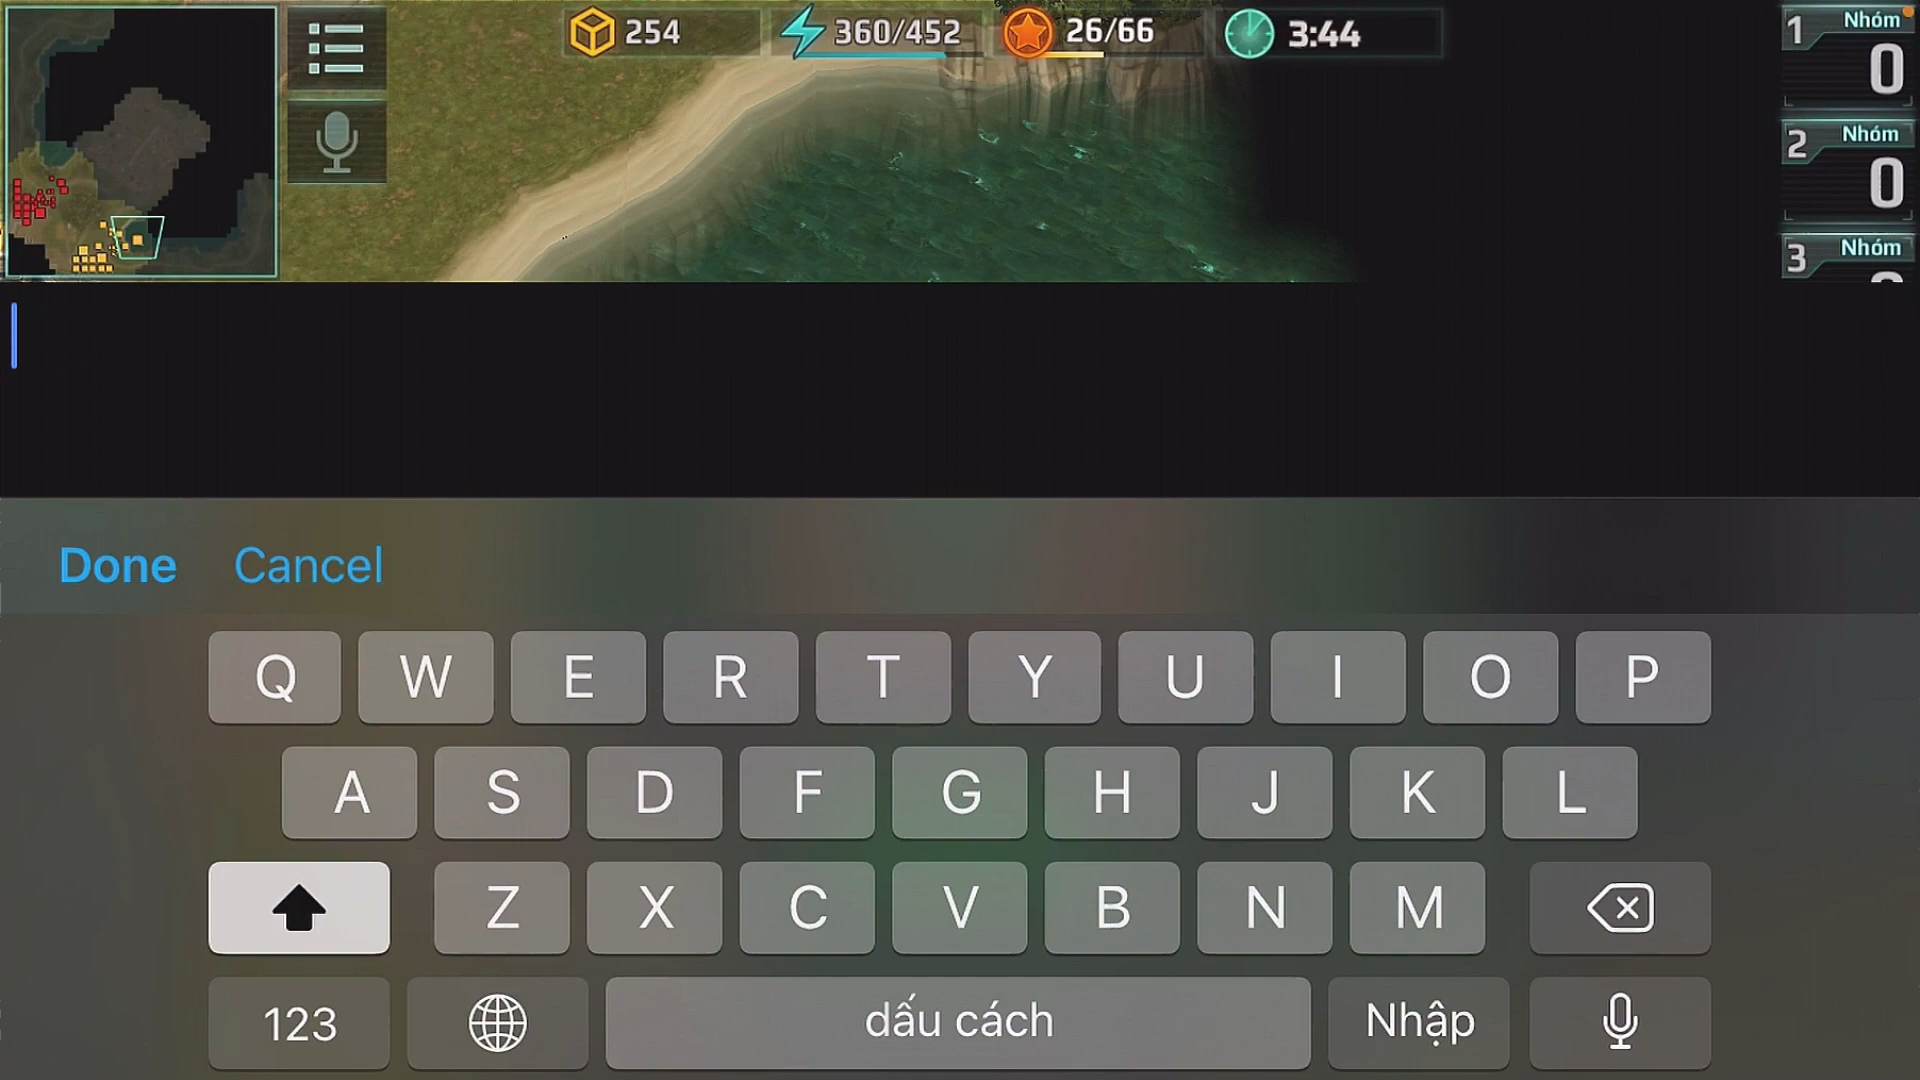 254
360/452
26/66
3:44
1 Nhóm
0
2 Nhóm
0
3 Nhóm
Done Cancel
Q W E R T Y U I O P
A S D F G H J K L
Z X C V B N M
123 dấu cách Nhập